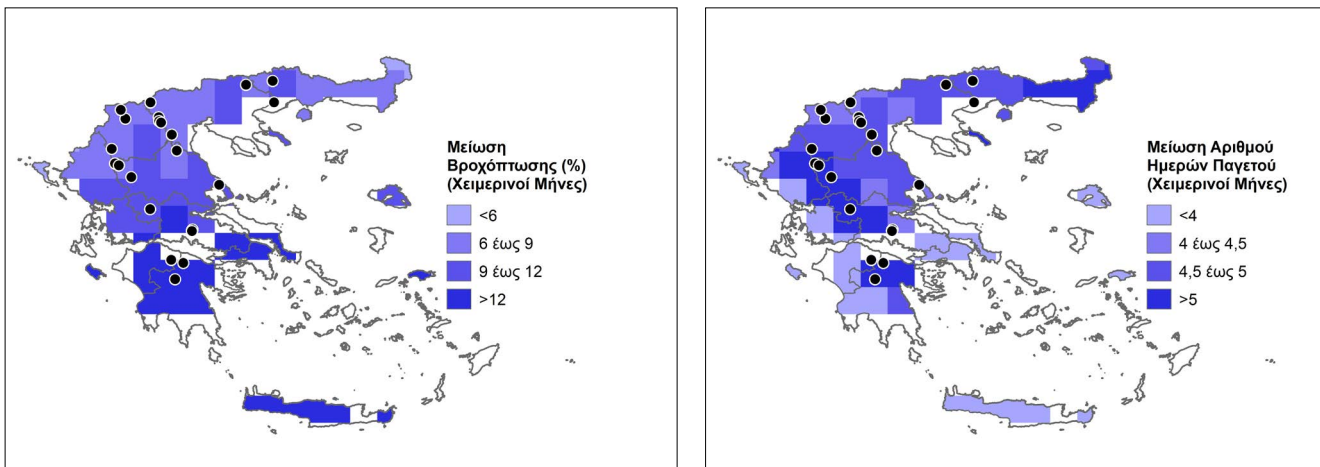 Μείωση
Βροχόπτωσης (%)
(Χειμερινοί Μήνες)
<6
6 έως 9
9 έως 12
>12
Μείωση Αριθμού
Ημερών Παγετού
(Χειμερινοί Μήνες)
<4
4 έως 4,5
4,5 έως 5
>5